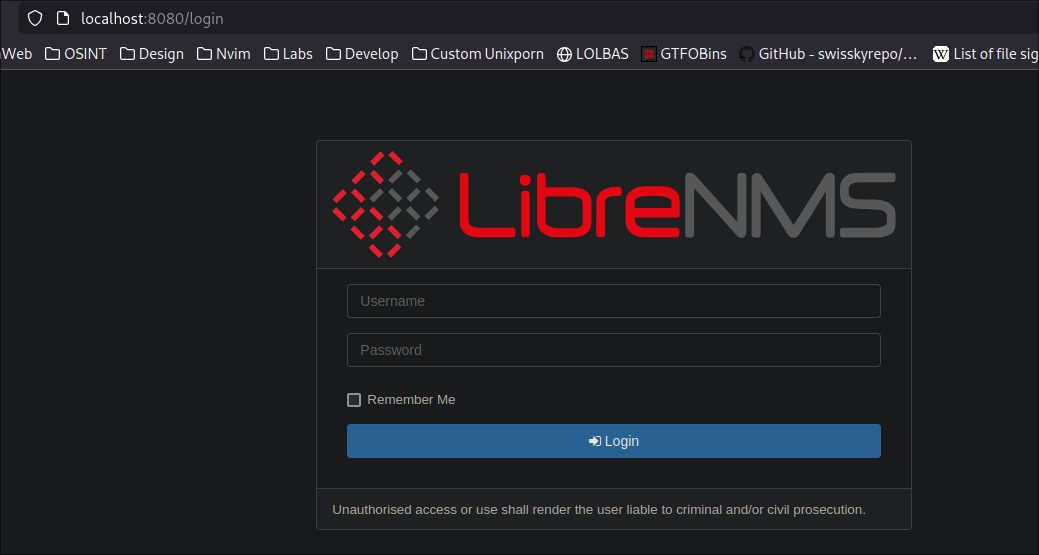 localhost:8080/login
nWeb OSINT Design Nvim Labs Develop Custom Unixporn LOLBAS GTFOBins GitHub - swisskyrepo/… W List of file sig
LibreNMS
Username
Password
Remember Me
Login
Unauthorised access or use shall render the user liable to criminal and/or civil prosecution.